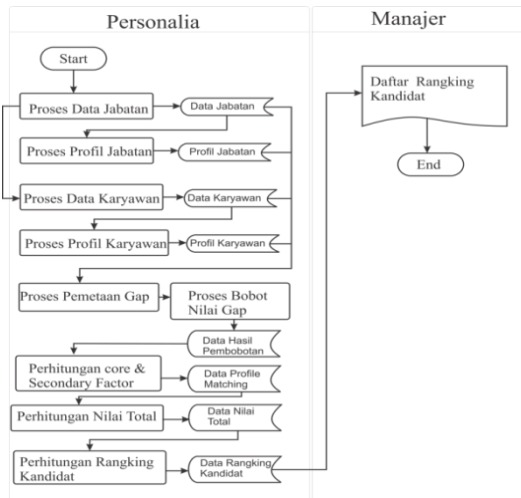 Personalia
Manajer
Start
Proses Data Jabatan
Data Jabatan
Proses Profil Jabatan
Profil Jabatan
Proses Data Karyawan
Data Karyawan
Proses Profil Karyawan
Profil Karyawan
Proses Pemetaan Gap
Proses Bobot
Nilai Gap
Data Hasil
Pembobotan
Perhitungan core &
Secondary Factor
Data Profile
Matching
Perhitungan Nilai Total
Data Nilai
Total
Perhitungan Rangking
Kandidat
Data Rangking
Kandidat
Daftar Rangking
Kandidat
End